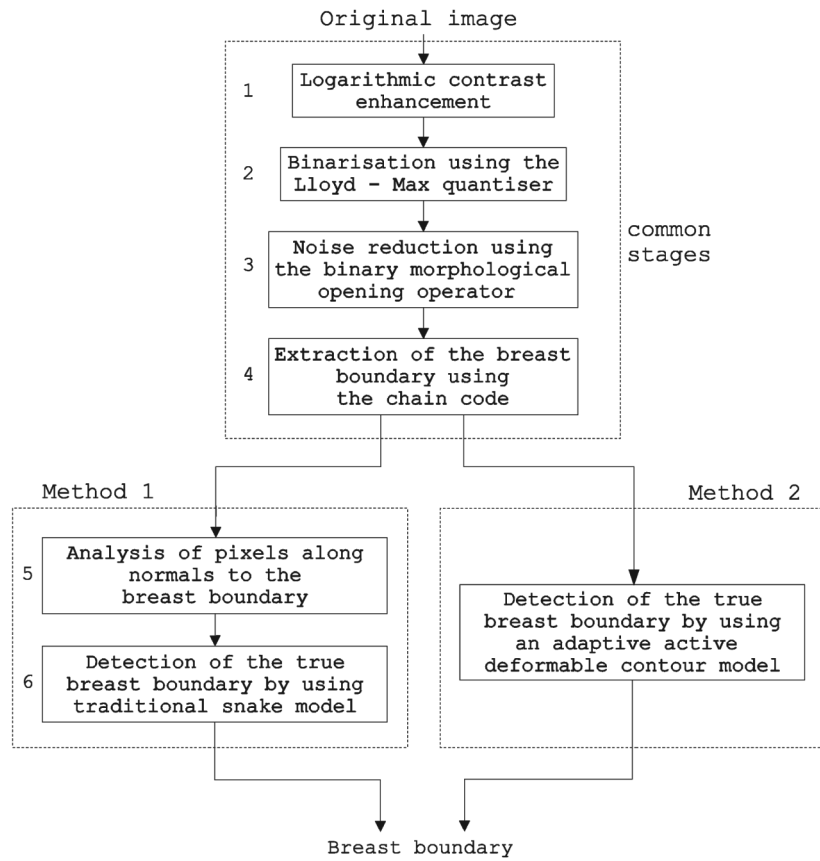 Original image
1
Logarithmic contrast
enhancement
2
Binarisation using the
Lloyd – Max quantiser
3
Noise reduction using
the binary morphological
opening operator
common
stages
4
Extraction of the breast
boundary using
the chain code
Method 1
5
Analysis of pixels along
normals to the
breast boundary
6
Detection of the true
breast boundary by using
traditional snake model
Method 2
Detection of the true
breast boundary by using
an adaptive active
deformable contour model
Breast boundary